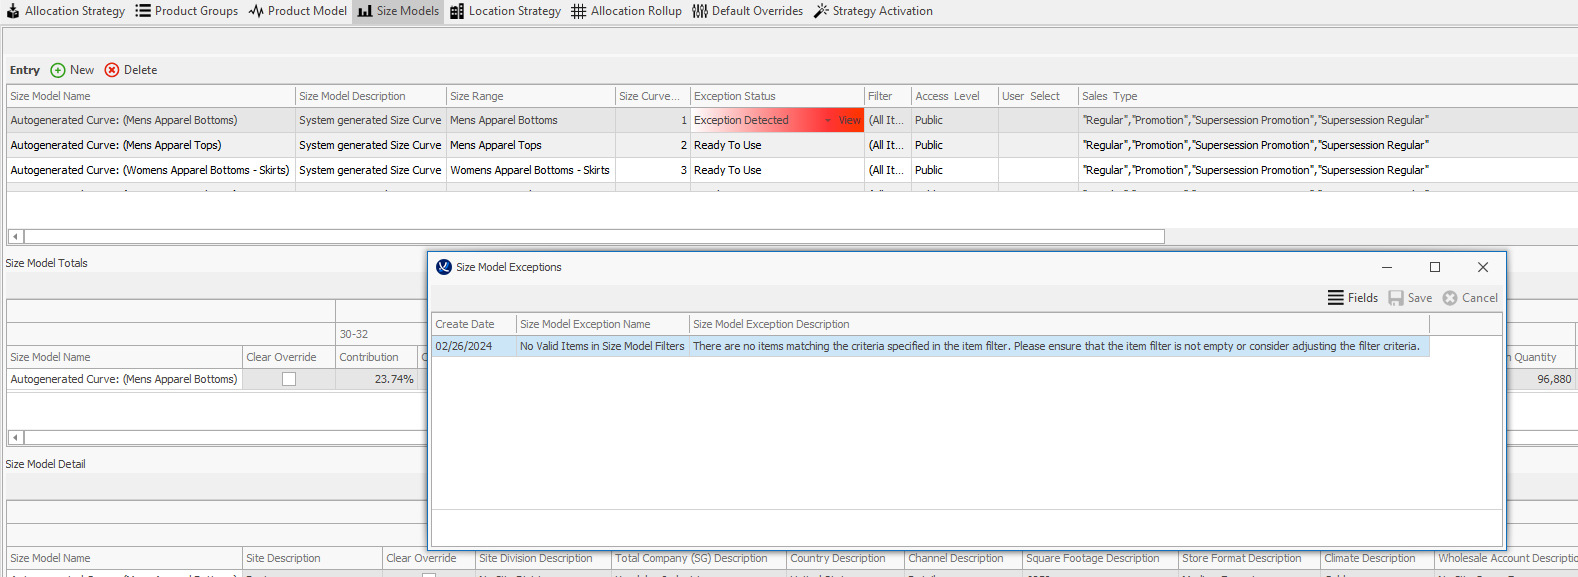 Allocation Strategy Product Groups Product Model Size Models Location Strategy Allocation Rollup Default Overrides Strategy Activation
Entry New Delete
Size Model Name Size Model Description Size Range Size Curve... Exception Status Filter Access Level User Select Sales Type
Autogenerated Curve: (Mens Apparel Bottoms) System generated Size Curve Mens Apparel Bottoms 1 Exception Detected View (All It... Public "Regular","Promotion","Supersession Promotion","Supersession Regular"
Autogenerated Curve: (Mens Apparel Tops) System generated Size Curve Mens Apparel Tops 2 Ready To Use (All It... Public "Regular","Promotion","Supersession Promotion","Supersession Regular"
Autogenerated Curve: (Womens Apparel Bottoms - Skirts) System generated Size Curve Womens Apparel Bottoms - Skirts 3 Ready To Use (All It... Public "Regular","Promotion","Supersession Promotion","Supersession Regular"
Size Model Totals
Size Model Exceptions
Fields Save Cancel
Create Date Size Model Exception Name Size Model Exception Description
02/26/2024 No Valid Items in Size Model Filters There are no items matching the criteria specified in the item filter. Please ensure that the item filter is not empty or consider adjusting the filter criteria.
30-32
Size Model Name Clear Override Contribution Quantity
Autogenerated Curve: (Mens Apparel Bottoms) 23.74% 96,880
Size Model Detail
Size Model Name Site Description Clear Override Site Division Description Total Company (SG) Description Country Description Channel Description Square Footage Description Store Format Description Climate Description Wholesale Account Descriptio